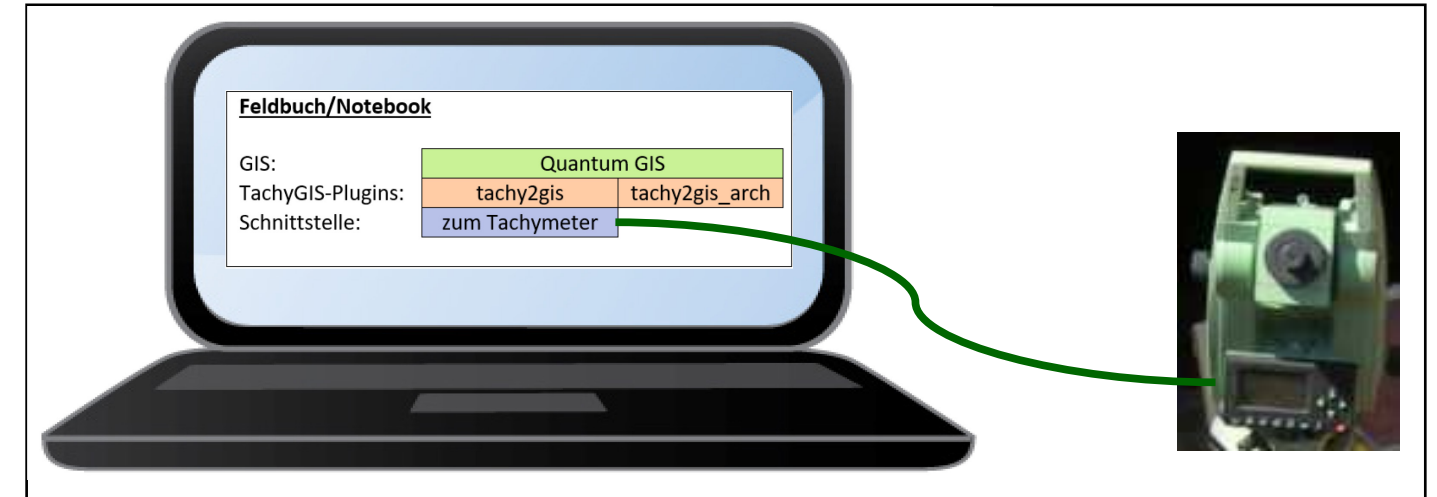 Feldbuch/Notebook
GIS: Quantum GIS
TachyGIS-Plugins: tachy2gis tachy2gis_arch
Schnittstelle: zum Tachymeter